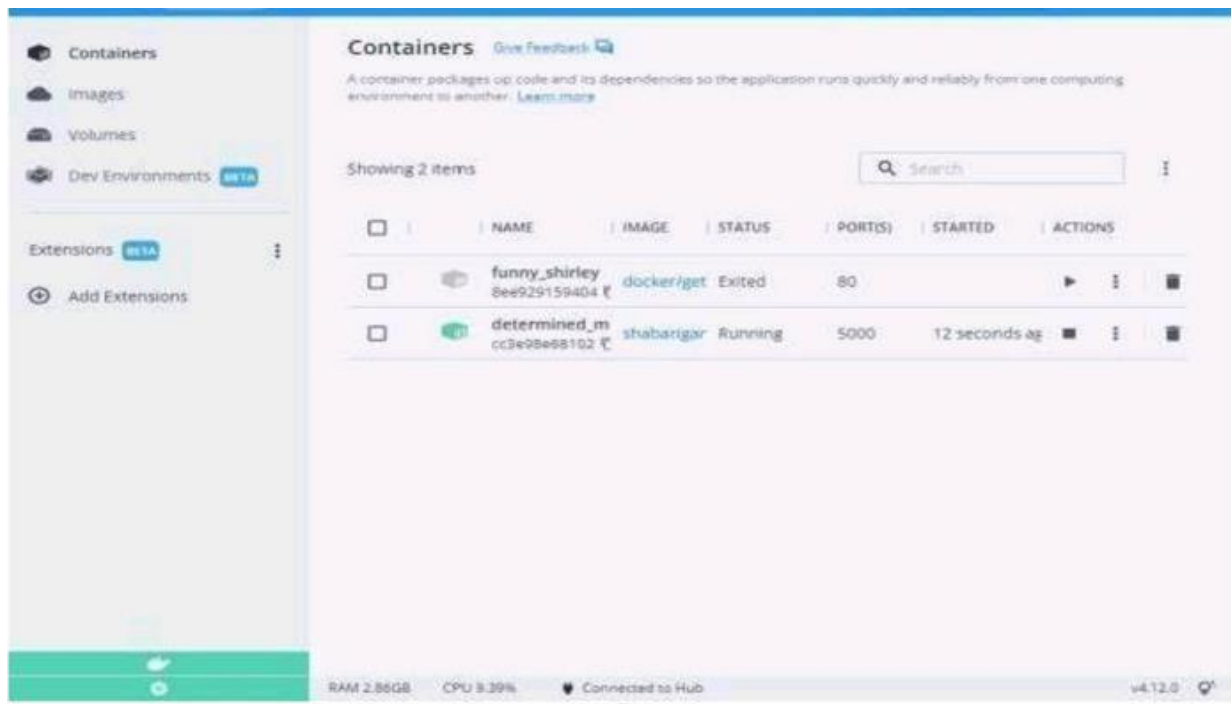 Containers
Images
Volumes
Dev Environments BETA
Extensions BETA
Add Extensions
Containers Give Feedback
A container packages up code and its dependencies so the application runs quickly and reliably from one computing
environment to another. Learn more
Showing 2 items
Search
NAME IMAGE STATUS PORT(S) STARTED ACTIONS
funny_shirley docker/get Exited 80
8ee929159404
determined_m shabarigar Running 5000 12 seconds ag
cc3e98e68102
RAM 2.86GB CPU 9.39% Connected to Hub v4.12.0